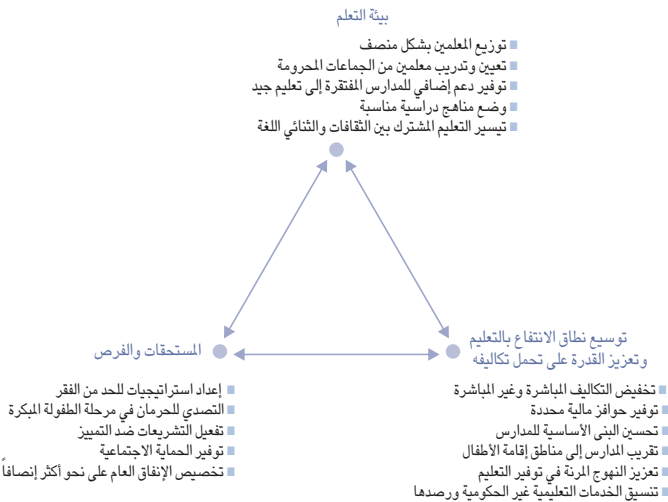 بيئة التعلم
■ توزيع المعلمين بشكل منصف
■ تعيين وتدريب معلمين من الجماعات المحرومة
■ توفير دعم إضافي للمدارس المفتقرة إلى تعليم جيد
■ وضع مناهج دراسية مناسبة
■ تيسير التعليم المشترك بين الثقافات والثنائي اللغة
توسيع نطاق الانتفاع بالتعليم
وتعزيز القدرة على تحمل تكاليفه
■ تخفيض التكاليف المباشرة وغير المباشرة
■ توفير حوافز مالية محددة
■ تحسين البنى الأساسية للمدارس
■ تقريب المدارس إلى مناطق إقامة الأطفال
■ تعزيز النهوج المرنة في توفير التعليم
■ تنسيق الخدمات التعليمية غير الحكومية ورصدها
المستحقات والفرص
■ إعداد استراتيجيات للحد من الفقر
■ التصدي للحرمان في مرحلة الطفولة المبكرة
■ تفعيل التشريعات ضد التمييز
■ توفير الحماية الاجتماعية
■ تخصيص الإنفاق العام على نحو أكثر إنصافاً